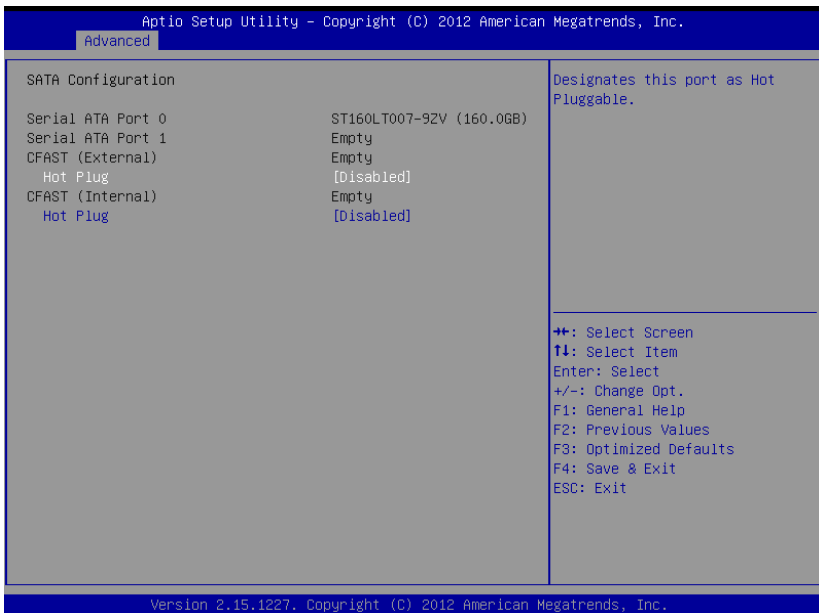 Aptio Setup Utility – Copyright (C) 2012 American Megatrends, Inc.
Advanced
SATA Configuration
Serial ATA Port 0 ST160LT007-9ZV (160.0GB)
Serial ATA Port 1 Empty
CFAST (External) Empty
Hot Plug [Disabled]
CFAST (Internal) Empty
Hot Plug [Disabled]
Designates this port as Hot
Pluggable.
→←: Select Screen
↑↓: Select Item
Enter: Select
+/-: Change Opt.
F1: General Help
F2: Previous Values
F3: Optimized Defaults
F4: Save & Exit
ESC: Exit
Version 2.15.1227. Copyright (C) 2012 American Megatrends, Inc.